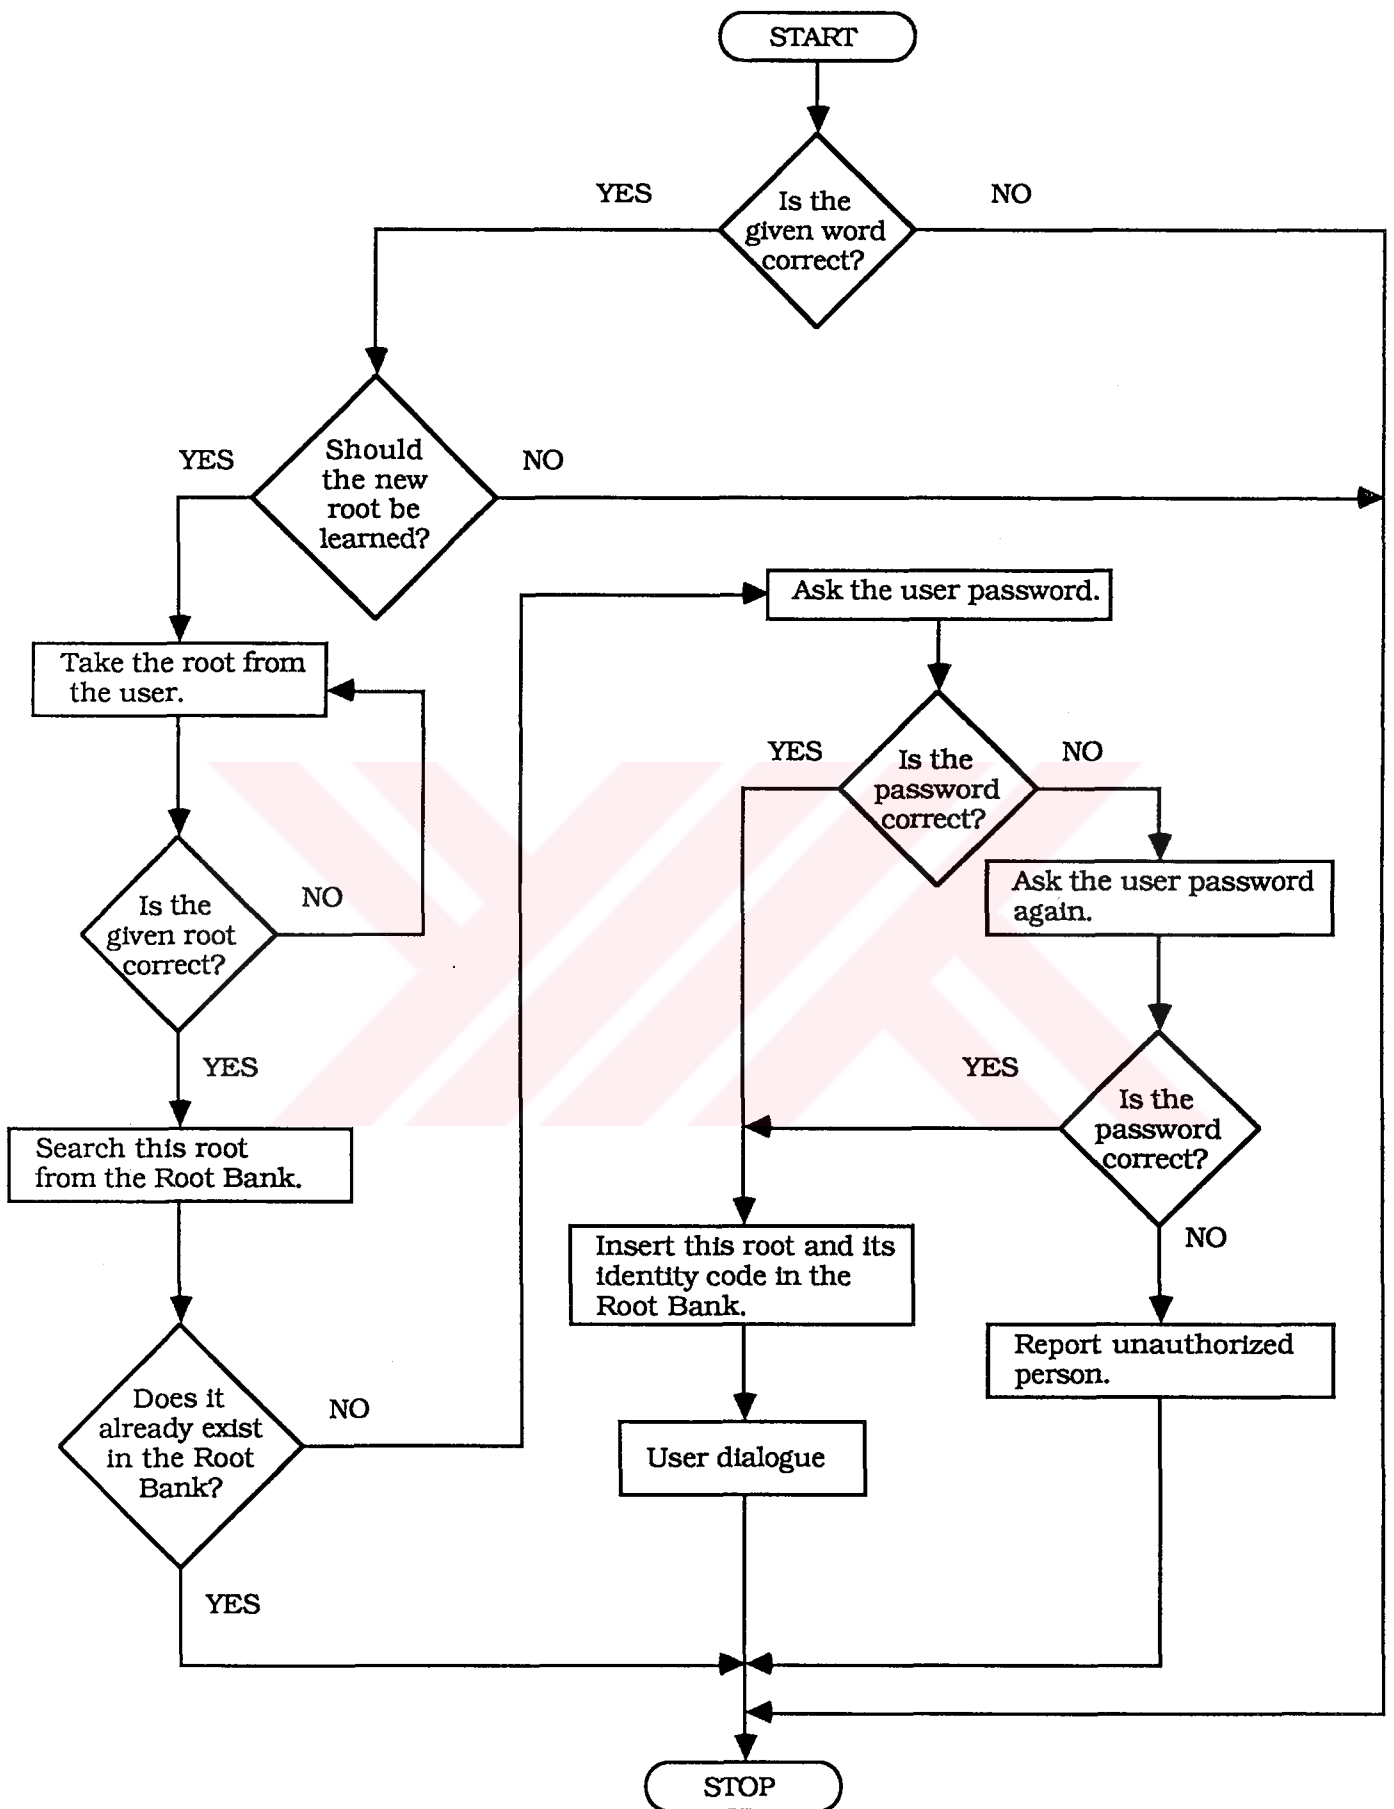 START
YES
NO
Is the
given word
correct?
YES
NO
Should
the new
root be
learned?
Ask the user password.
Take the root from
the user.
YES
NO
Is the
password
correct?
Ask the user password
again.
NO
Is the
given root
correct?
YES
YES
Is the
password
correct?
Search this root
from the Root Bank.
NO
Insert this root and its
identity code in the
Root Bank.
Report unauthorized
person.
Does it
already exist
in the Root
Bank?
NO
User dialogue
YES
STOP